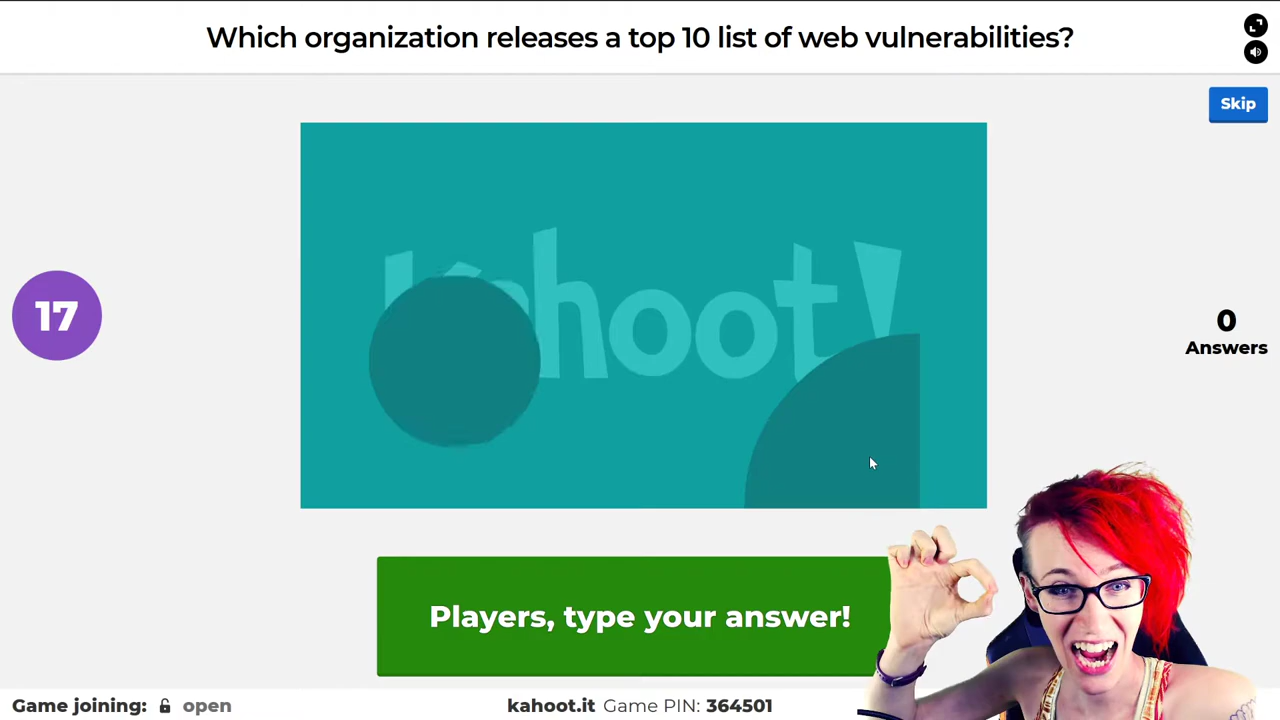 Which organization releases a top 10 list of web vulnerabilities?
Skip
Kahoot!
17
0
Answers
Players, type your answer!
Game joining: open
kahoot.it Game PIN: 364501